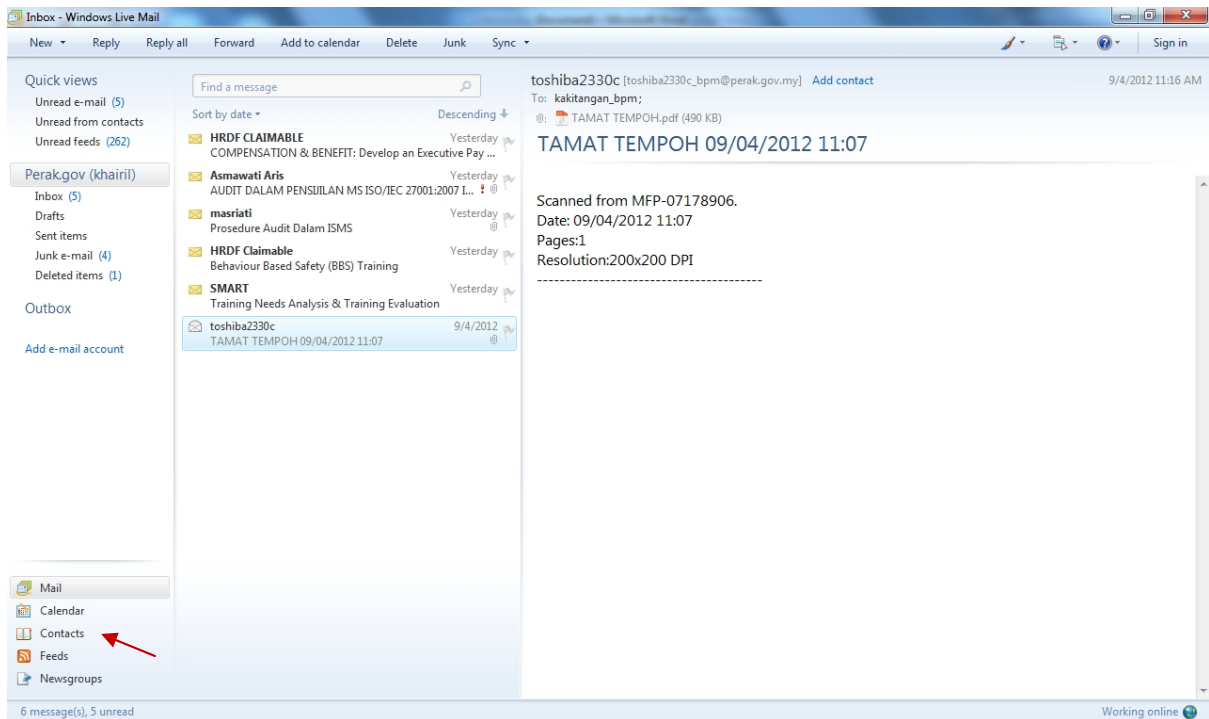 Inbox - Windows Live Mail
New Reply Reply all Forward Add to calendar Delete Junk Sync Sign in
Quick views
Unread e-mail (5)
Unread from contacts
Unread feeds (262)
Perak.gov (khairil)
Inbox (5)
Drafts
Sent items
Junk e-mail (4)
Deleted items (1)
Outbox
Add e-mail account
Mail
Calendar
Contacts
Feeds
Newsgroups
Find a message
Sort by date Descending
HRDF CLAIMABLE Yesterday
COMPENSATION & BENEFIT: Develop an Executive Pay ...
Asmawati Aris Yesterday
AUDIT DALAM PENSIJILAN MS ISO/IEC 27001:2007 I...
masriati Yesterday
Prosedure Audit Dalam ISMS
HRDF Claimable Yesterday
Behaviour Based Safety (BBS) Training
SMART Yesterday
Training Needs Analysis & Training Evaluation
toshiba2330c 9/4/2012
TAMAT TEMPOH 09/04/2012 11:07
toshiba2330c [toshiba2330c_bpm@perak.gov.my] Add contact 9/4/2012 11:16 AM
To: kakitangan_bpm;
TAMAT TEMPOH.pdf (490 KB)
TAMAT TEMPOH 09/04/2012 11:07
Scanned from MFP-07178906.
Date: 09/04/2012 11:07
Pages:1
Resolution:200x200 DPI
----------------------------------------
6 message(s), 5 unread Working online